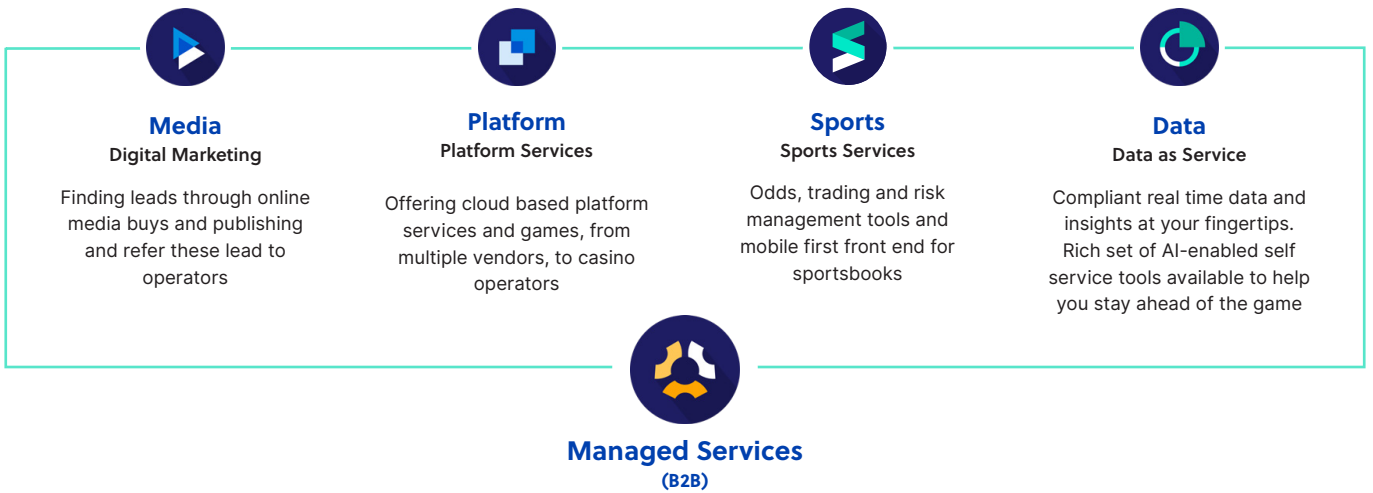 Media
Digital Marketing
Finding leads through online
media buys and publishing
and refer these lead to
operators
Platform
Platform Services
Offering cloud based platform
services and games, from
multiple vendors, to casino
operators
Sports
Sports Services
Odds, trading and risk
management tools and
mobile first front end for
sportsbooks
Data
Data as Service
Compliant real time data and
insights at your fingertips.
Rich set of AI-enabled self
service tools available to help
you stay ahead of the game
Managed Services
(B2B)